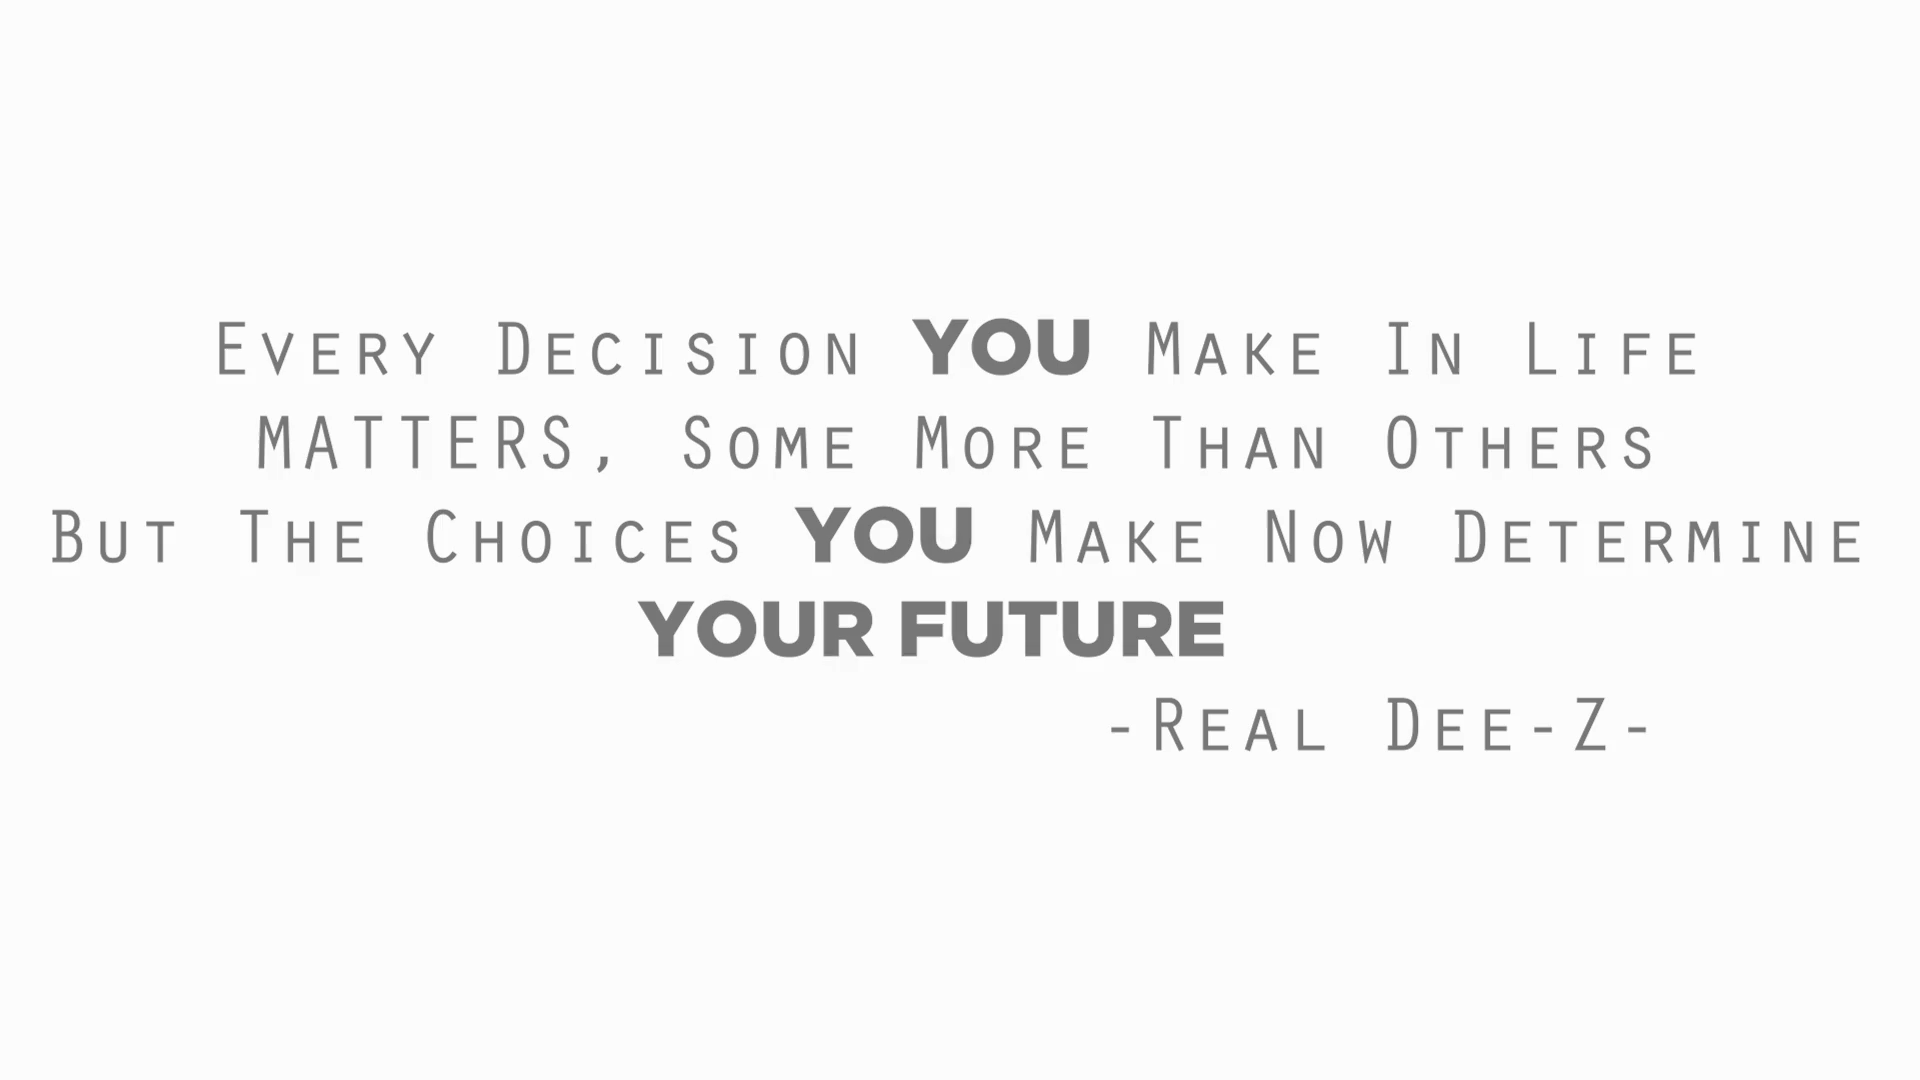 Every Decision YOU Make In Life
MATTERS, Some More Than Others
But The Choices YOU Make Now Determine
YOUR FUTURE
-Real Dee-Z-